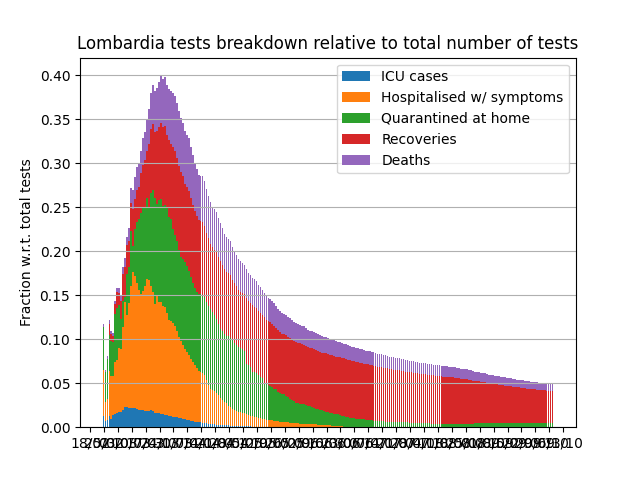 Lombardia tests breakdown relative to total number of tests
ICU cases
Hospitalised w/ symptoms
Quarantined at home
Recoveries
Deaths
Fraction w.r.t. total tests
0.40
0.35
0.30
0.25
0.20
0.15
0.10
0.05
0.00